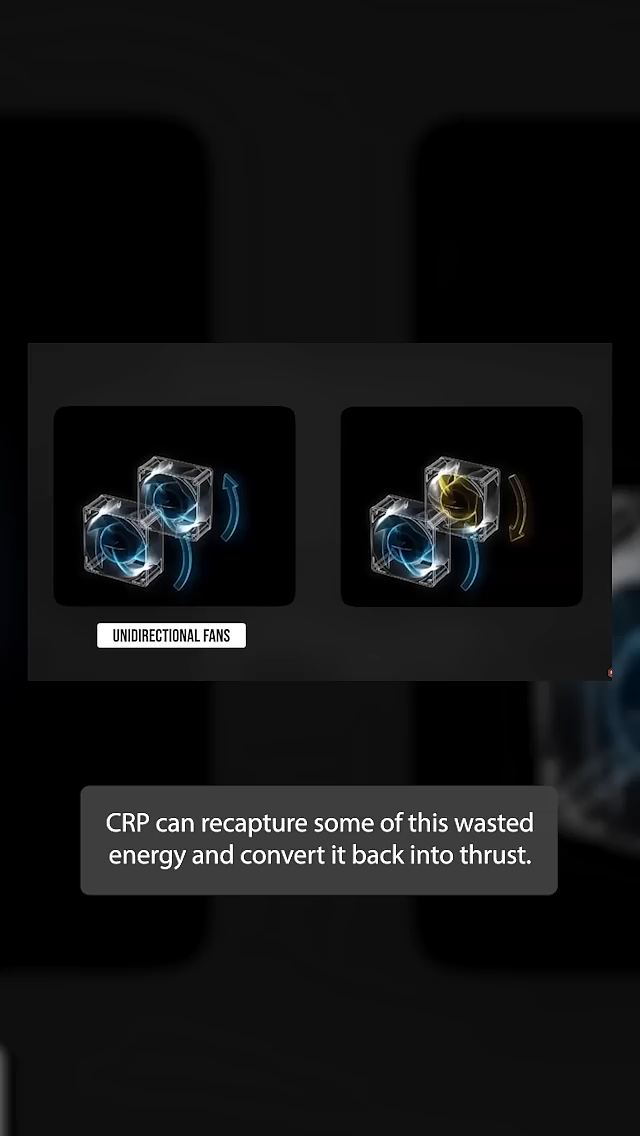 UNIDIRECTIONAL FANS
CRP can recapture some of this wasted
energy and convert it back into thrust.